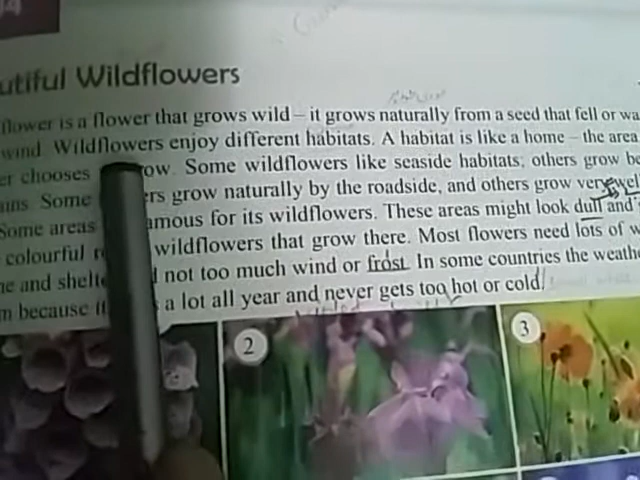 utiful Wildflowers
flower is a flower that grows wild – it grows naturally from a seed that fell or wa
wind. Wildflowers enjoy different habitats. A habitat is like a home – the area
er chooses ow. Some wildflowers like seaside habitats; others grow be
ains. Some ers grow naturally by the roadside, and others grow very wel
Some areas amous for its wildflowers. These areas might look dull and
colourful wildflowers that grow there. Most flowers need lots of w
ne and shelte not too much wind or frost. In some countries the weathe
m because it a lot all year and never gets too hot or cold.
2
3